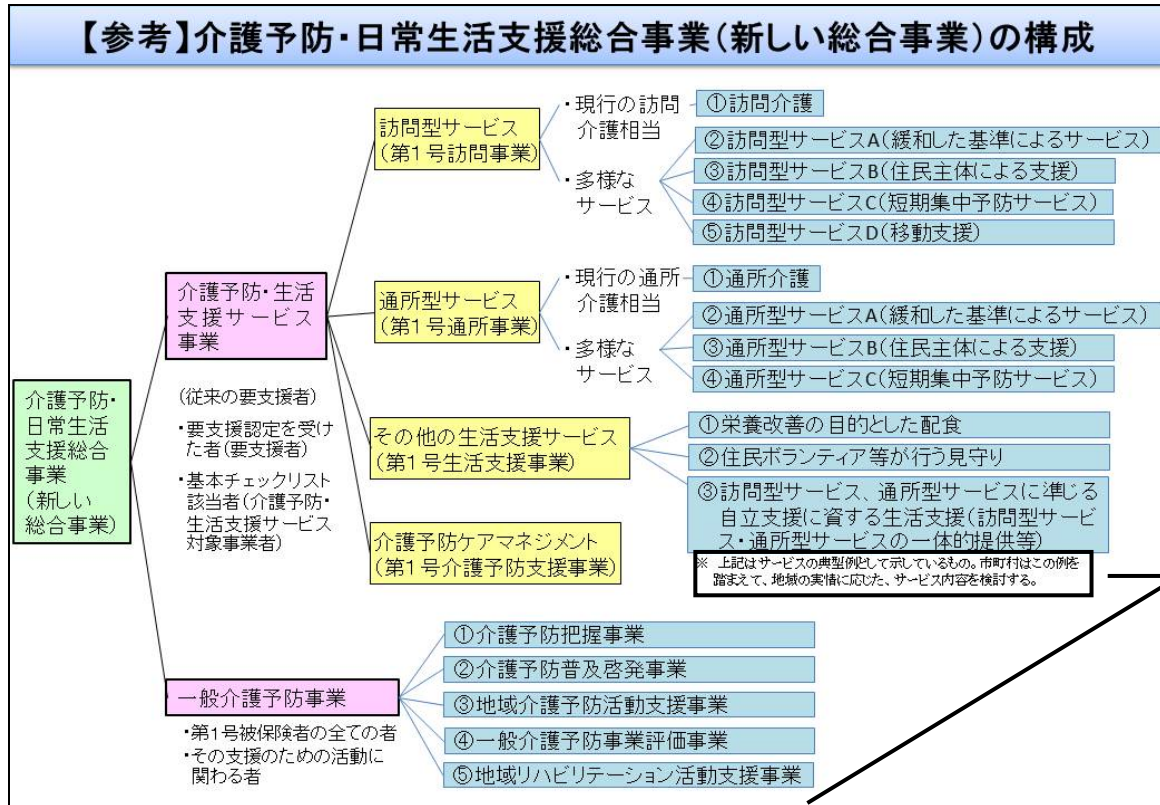 【参考】介護予防・日常生活支援総合事業(新しい総合事業)の構成
介護予防・
日常生活
支援総合
事業
(新しい
総合事業)
介護予防・生活
支援サービス
事業
(従来の要支援者)
・要支援認定を受け
た者(要支援者)
・基本チェックリスト
該当者(介護予防・
生活支援サービス
対象事業者)
訪問型サービス
(第1号訪問事業)
・現行の訪問
介護相当
①訪問介護
・多様な
サービス
②訪問型サービスA(緩和した基準によるサービス)
③訪問型サービスB(住民主体による支援)
④訪問型サービスC(短期集中予防サービス)
⑤訪問型サービスD(移動支援)
通所型サービス
(第1号通所事業)
・現行の通所
介護相当
①通所介護
・多様な
サービス
②通所型サービスA(緩和した基準によるサービス)
③通所型サービスB(住民主体による支援)
④通所型サービスC(短期集中予防サービス)
その他の生活支援サービス
(第1号生活支援事業)
①栄養改善の目的とした配食
②住民ボランティア等が行う見守り
③訪問型サービス、通所型サービスに準じる
自立支援に資する生活支援(訪問型サービ
ス・通所型サービスの一体的提供等)
介護予防ケアマネジメント
(第1号介護予防支援事業)
※ 上記はサービスの典型例として示しているもの。市町村はこの例を
踏まえて、地域の実情に応じた、サービス内容を検討する。
一般介護予防事業
・第1号被保険者の全ての者
・その支援のための活動に
関わる者
①介護予防把握事業
②介護予防普及啓発事業
③地域介護予防活動支援事業
④一般介護予防事業評価事業
⑤地域リハビリテーション活動支援事業